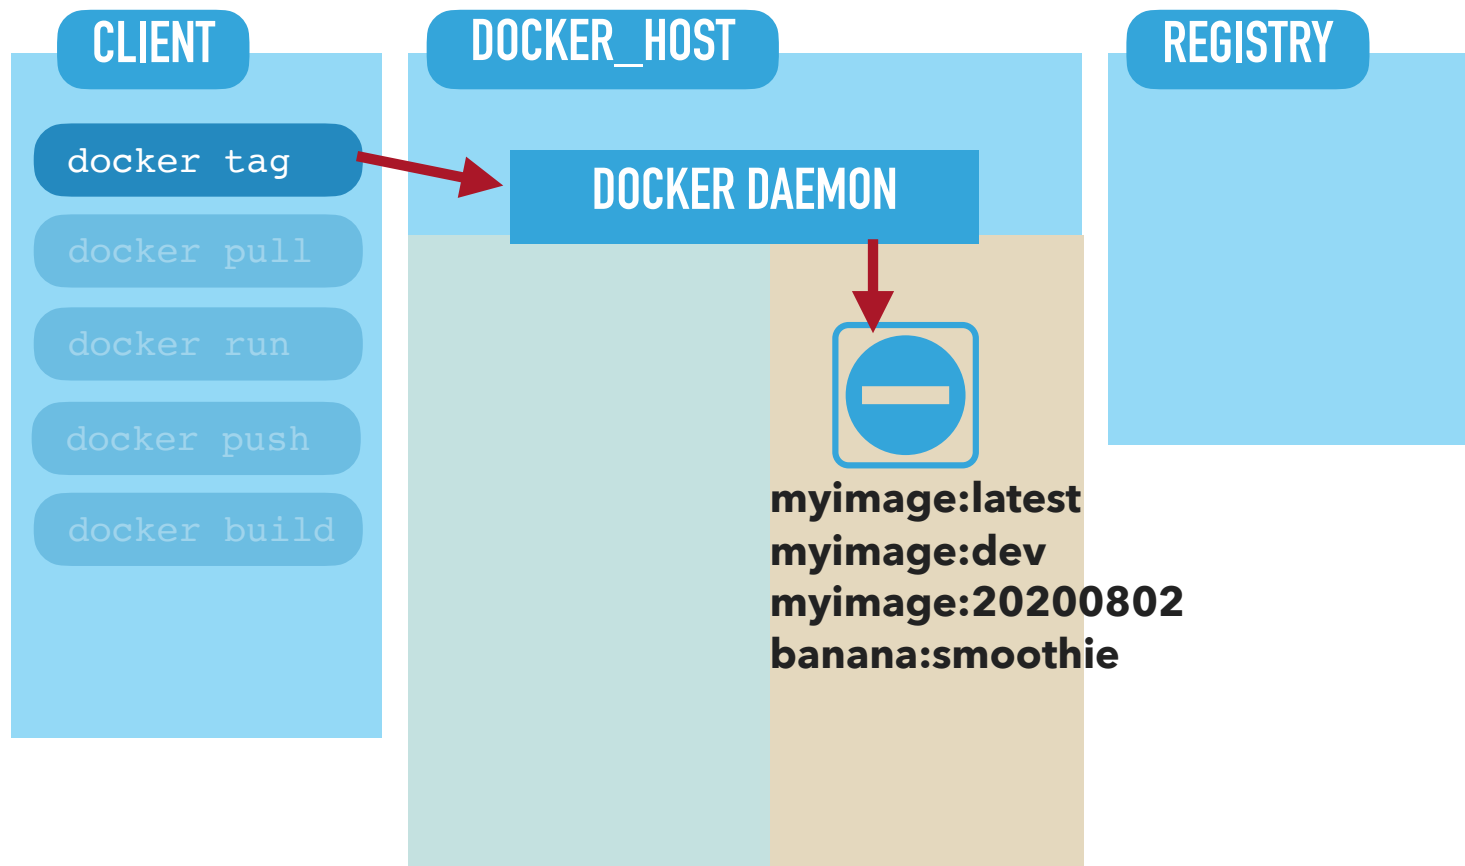 CLIENT
DOCKER_HOST
REGISTRY
docker tag
docker pull
docker run
docker push
docker build
DOCKER DAEMON
myimage:latest
myimage:dev
myimage:20200802
banana:smoothie